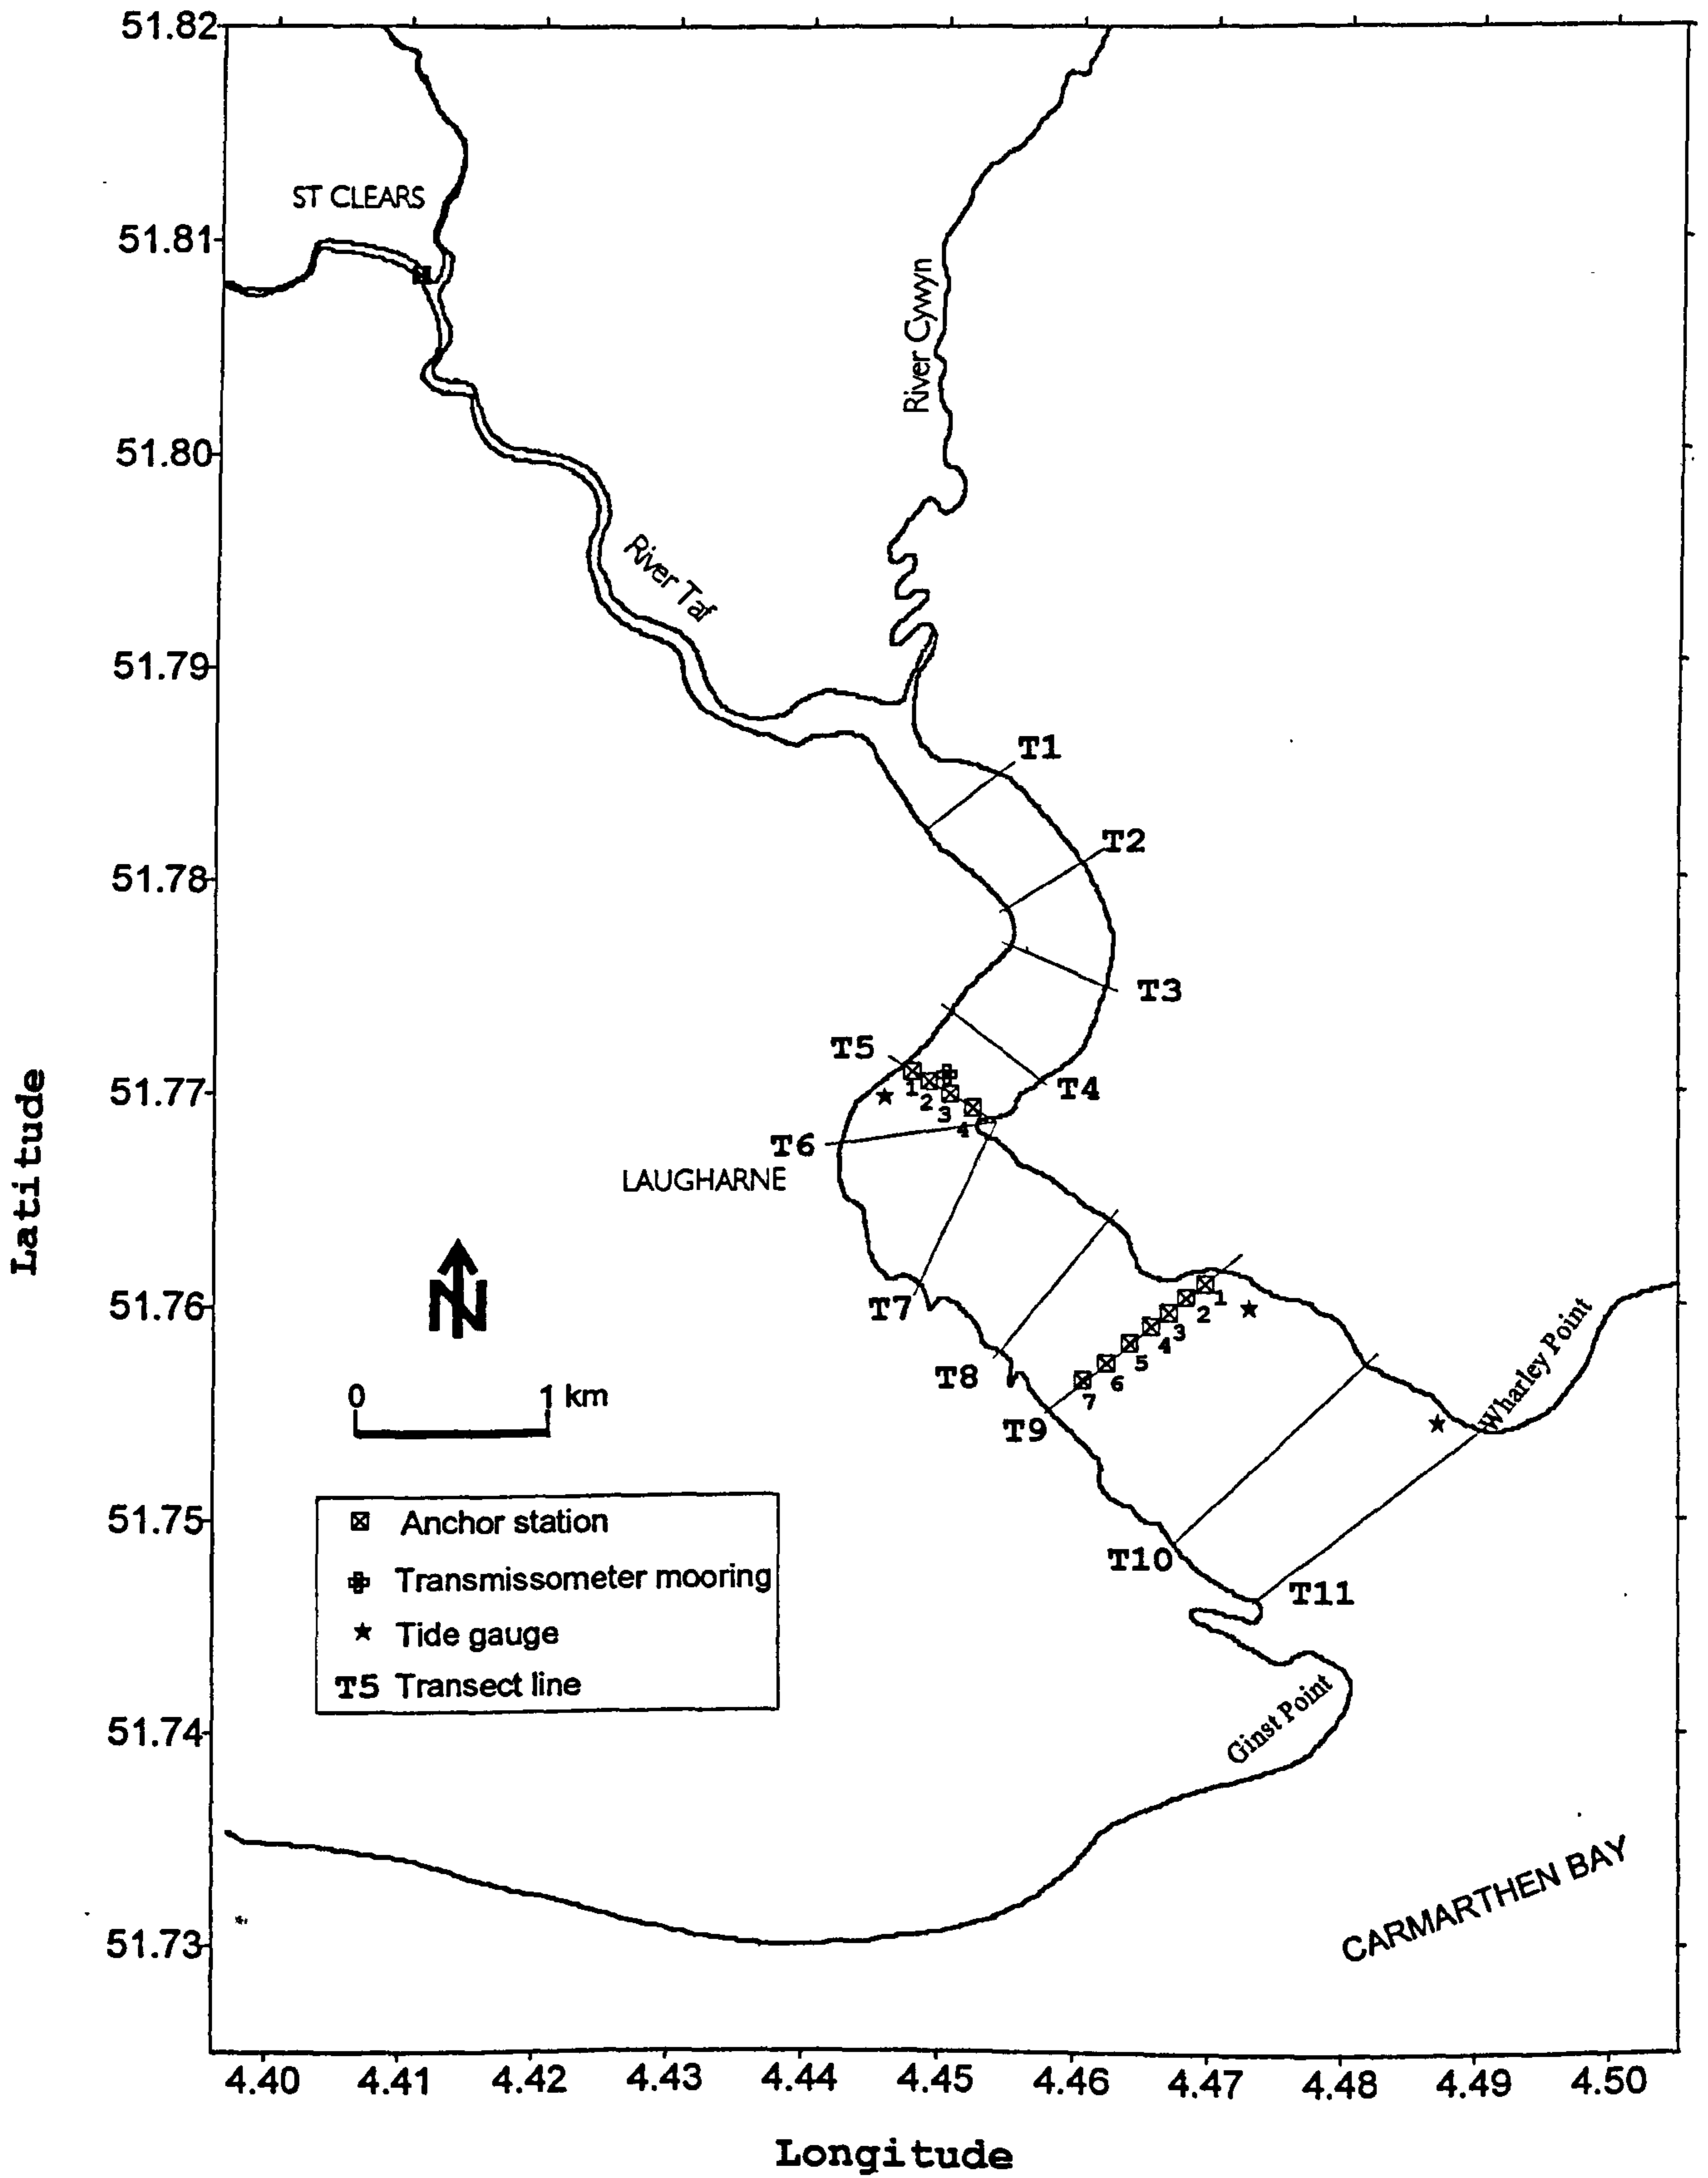 51.82
ST CLEARS
51.81
River Cywyn
51.80
River Taf
51.79
T1
T2
51.78
T3
T5
T4
51.77
1
2
3
4
T6
LAUGHARNE
51.76
T7
1
2
3
4
5
6
7
T8
T9
Wharley Point
N
0 1 km
51.75
T10
T11
Anchor station
Transmissometer mooring
Tide gauge
T5 Transect line
51.74
Ginst Point
51.73
CARMARTHEN BAY
Latitude
4.40 4.41 4.42 4.43 4.44 4.45 4.46 4.47 4.48 4.49 4.50
Longitude